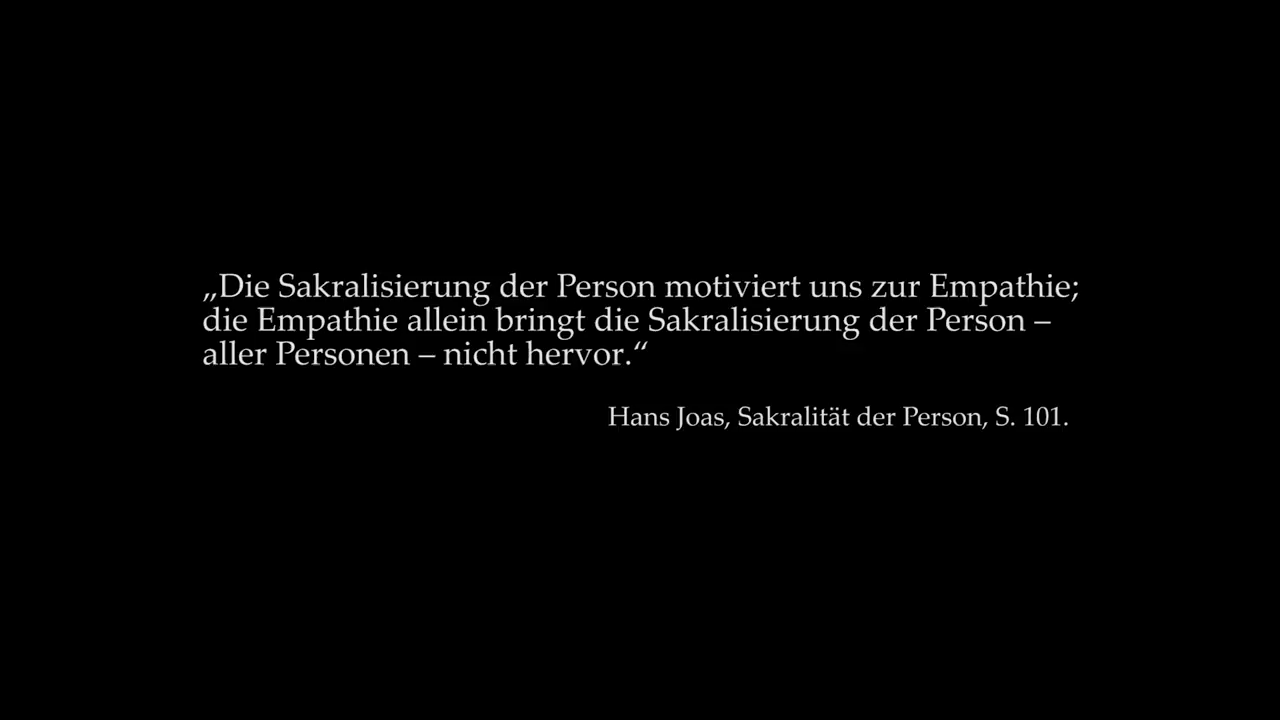 „Die Sakralisierung der Person motiviert uns zur Empathie;
die Empathie allein bringt die Sakralisierung der Person –
aller Personen – nicht hervor.“
Hans Joas, Sakralität der Person, S. 101.